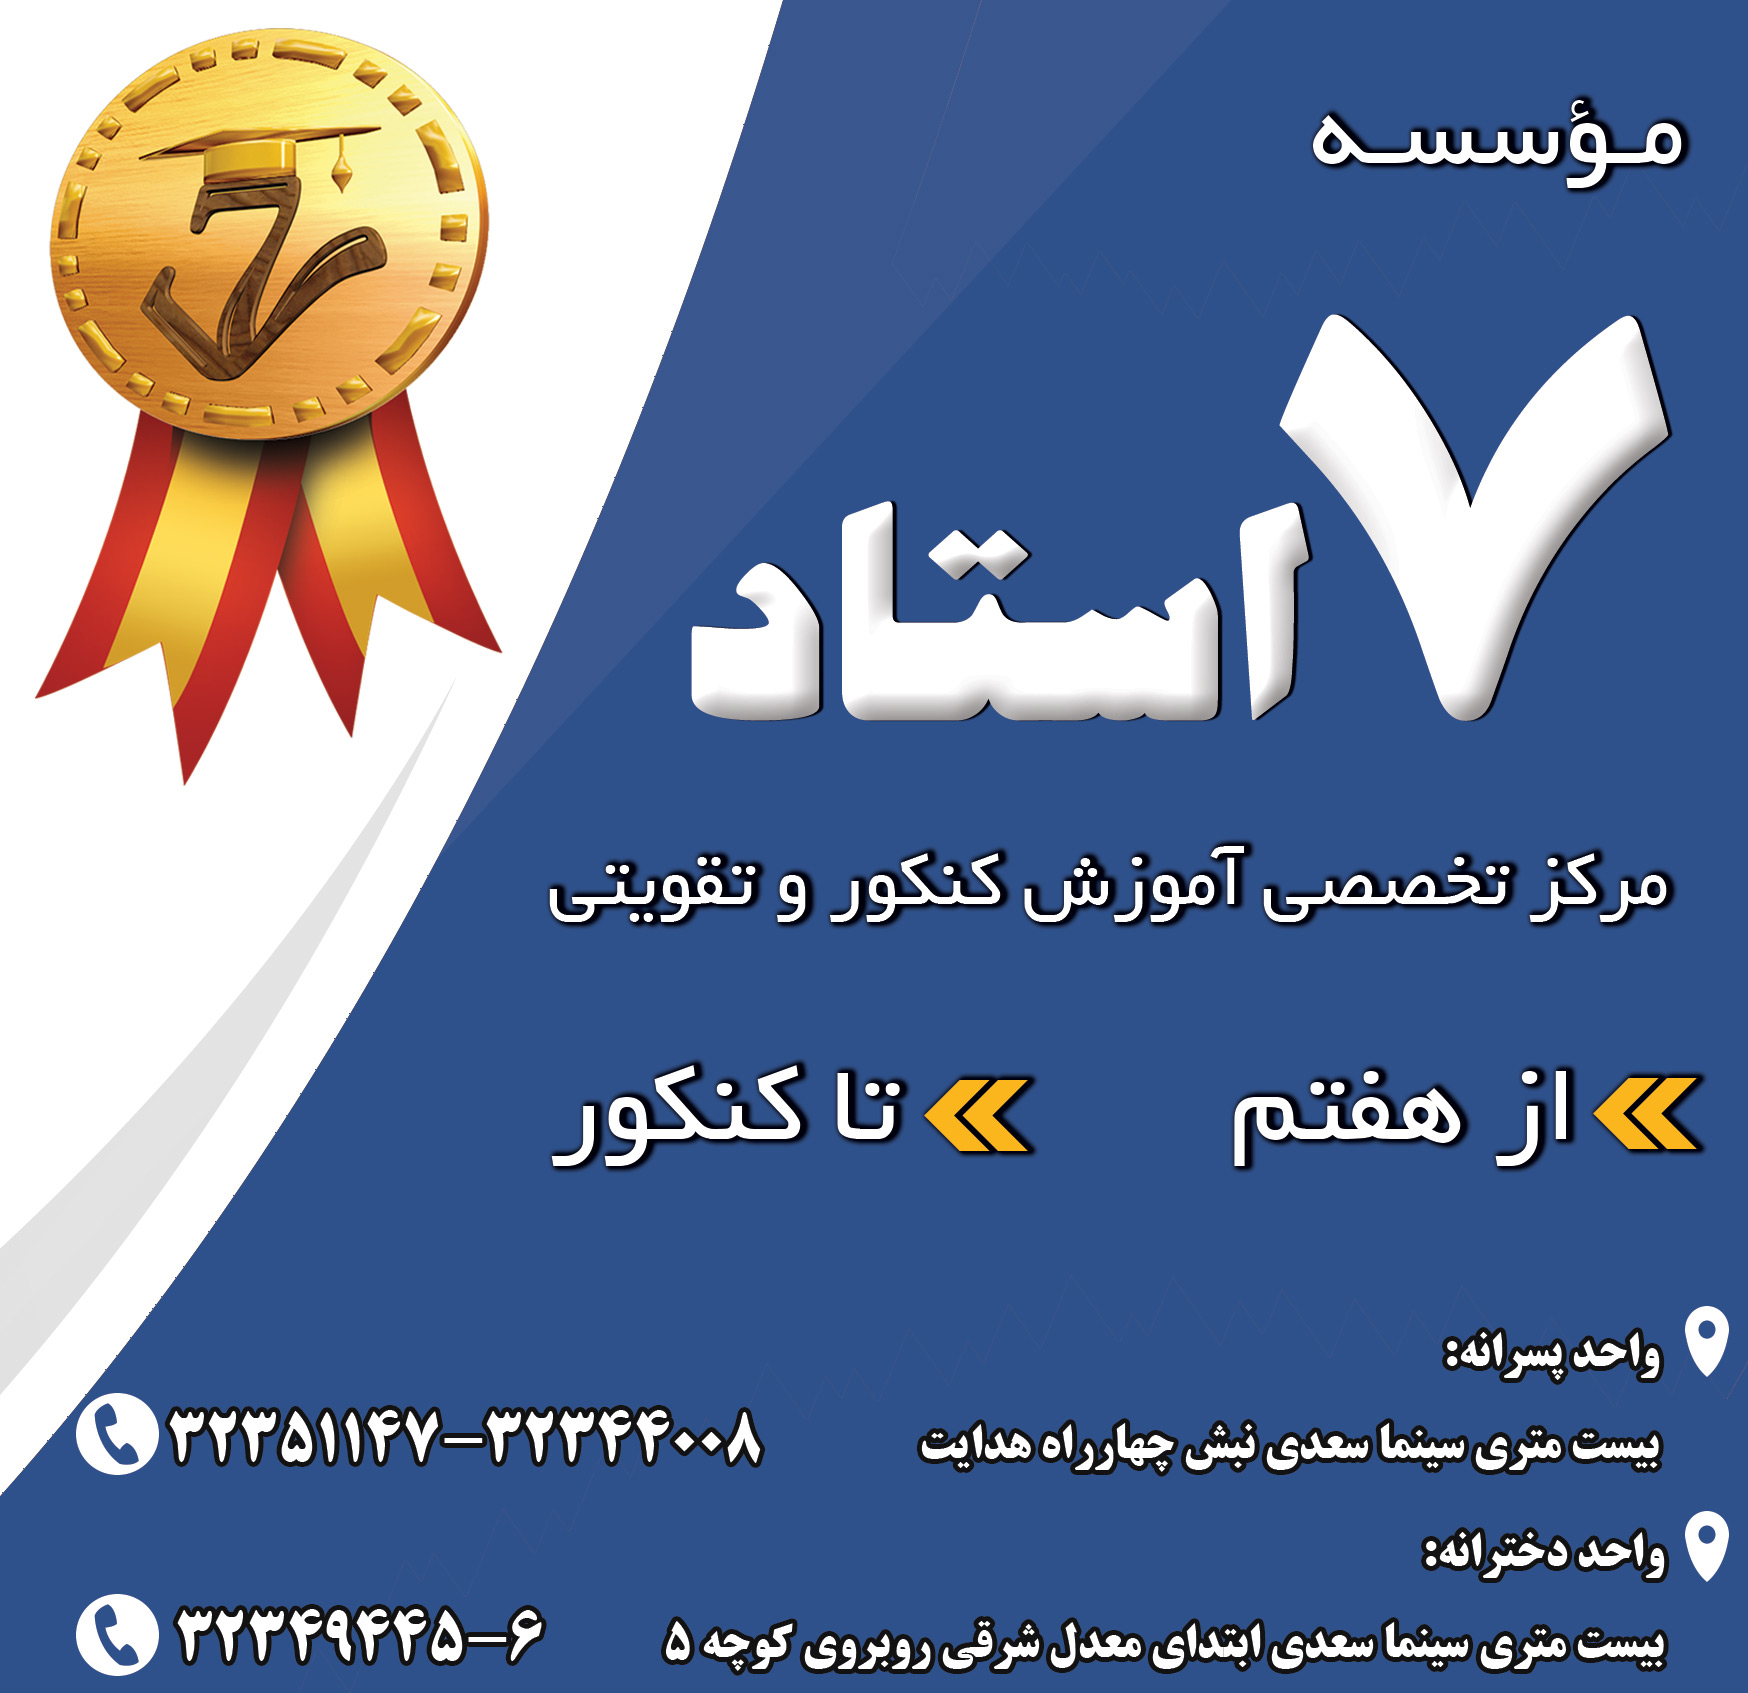 مؤسسه
۷ استاد
مرکز تخصصی آموزش کنکور و تقویتی
از هفتم تا کنکور
واحد پسرانه:
بیست متری سینما سعدی نبش چهارراه هدایت
۳۲۳۵۱۱۴۷-۳۲۳۴۴۰۰۸
واحد دخترانه:
بیست متری سینما سعدی ابتدای معدل شرقی روبروی کوچه ۵
۳۲۳۴۹۴۴۵-۶